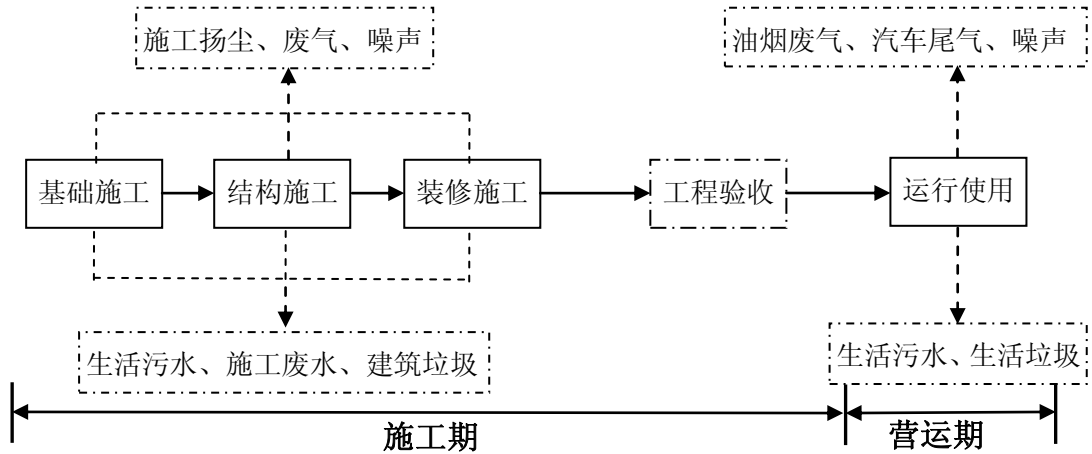 施工扬尘、废气、噪声
油烟废气、汽车尾气、噪声
基础施工
结构施工
装修施工
工程验收
运行使用
生活污水、施工废水、建筑垃圾
生活污水、生活垃圾
施工期
营运期